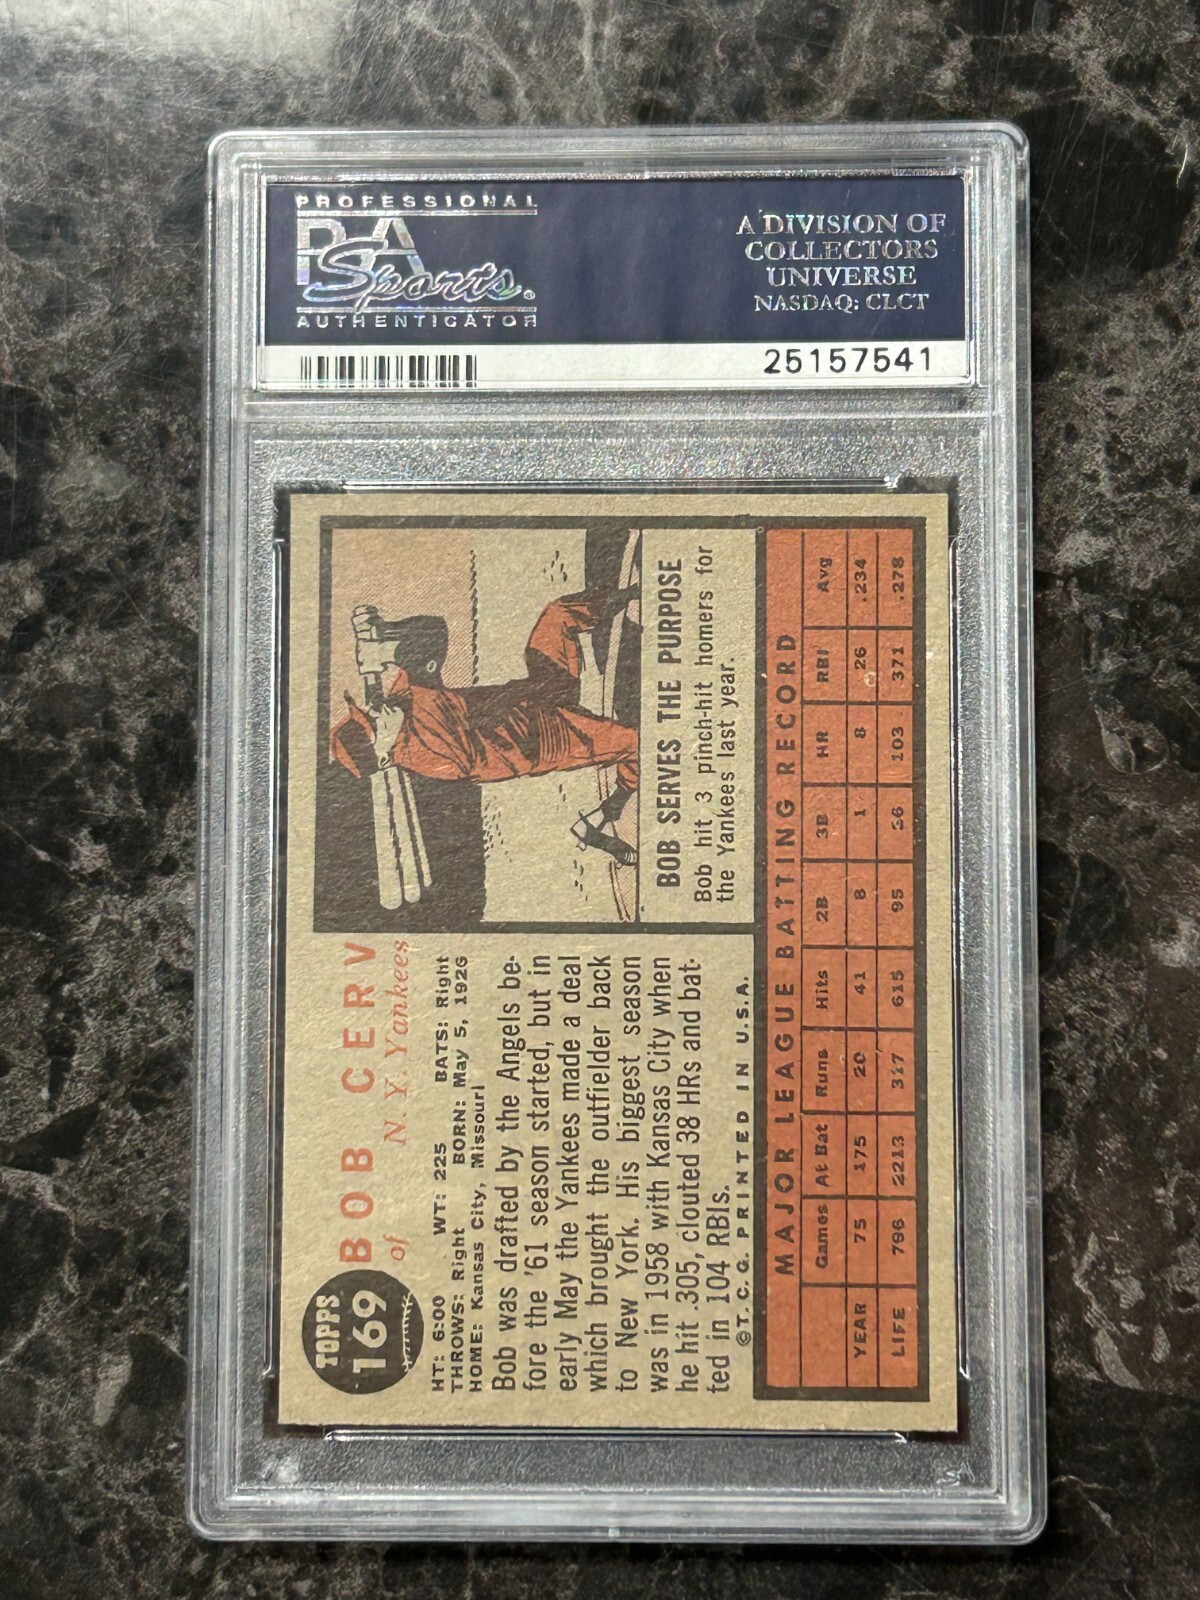 PROFESSIONAL
PSA
Sports
AUTHENTICATOR
A DIVISION OF
COLLECTORS
UNIVERSE
NASDAQ: CLCT
25157541
TOPPS
169
BOB CERV
of N. Y. Yankees
HT: 6:00 WT: 225 BATS: Right
THROWS: Right BORN: May 5, 1926
HOME: Kansas City, Missouri
Bob was drafted by the Angels be-
fore the '61 season started, but in
early May the Yankees made a deal
which brought the outfielder back
to New York. His biggest season
was in 1958 with Kansas City when
he hit .305, clouted 38 HRs and bat-
ted in 104 RBIs.
©T.C.G. PRINTED IN U.S.A.
BOB SERVES THE PURPOSE
Bob hit 3 pinch-hit homers for
the Yankees last year.
MAJOR LEAGUE BATTING RECORD
Games At Bat Runs Hits 2B 3B HR RBI Avg
YEAR 75 175 20 41 8 1 8 26 .234
LIFE 796 2213 317 615 95 26 103 371 .278